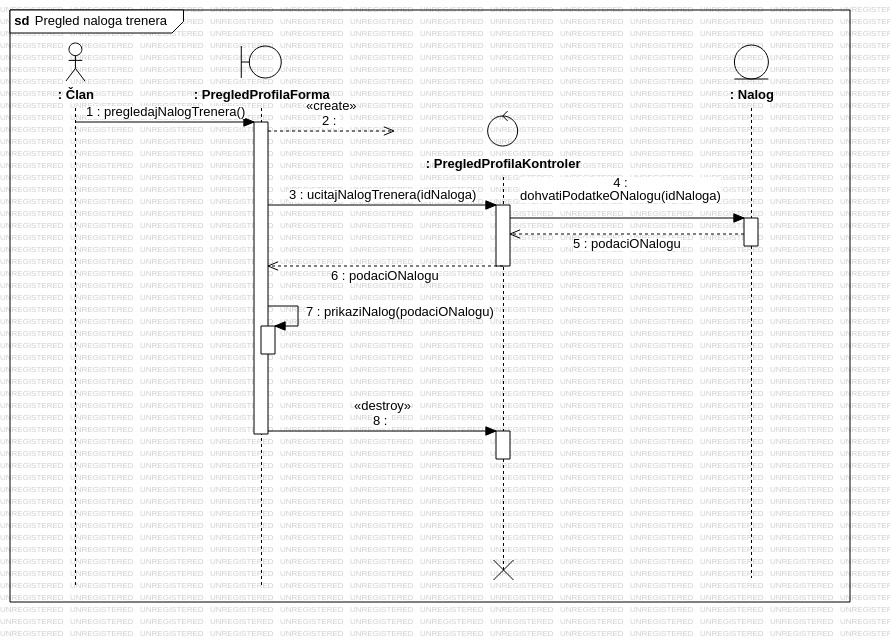 sd Pregled naloga trenera
: Član
: PregledProfilaForma
: Nalog
«create»
1 : pregledajNalogTrenera()
2 :
: PregledProfilaKontroler
4 :
3 : ucitajNalogTrenera(idNaloga)
dohvatiPodatkeONalogu(idNaloga)
5 : podaciONalogu
6 : podaciONalogu
7 : prikaziNalog(podaciONalogu)
«destroy»
8 :
UNREGISTERED